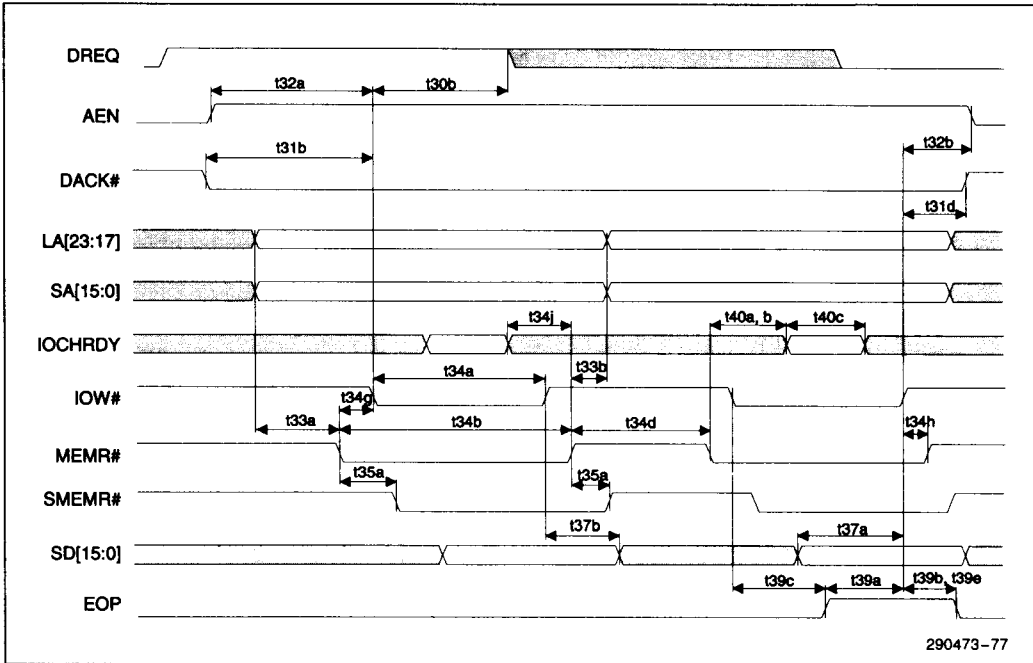 DREQ
t32a t30b
AEN
t32b
t31b
DACK#
t31d
LA[23:17]
SA[15:0]
t34j t40a, b t40c
IOCHRDY
t34a t33b
IOW#
t34g
t33a t34b t34d t34h
MEMR#
t35a t35a
SMEMR#
t37b t37a
SD[15:0]
t39c t39a t39b, t39e
EOP
290473-77